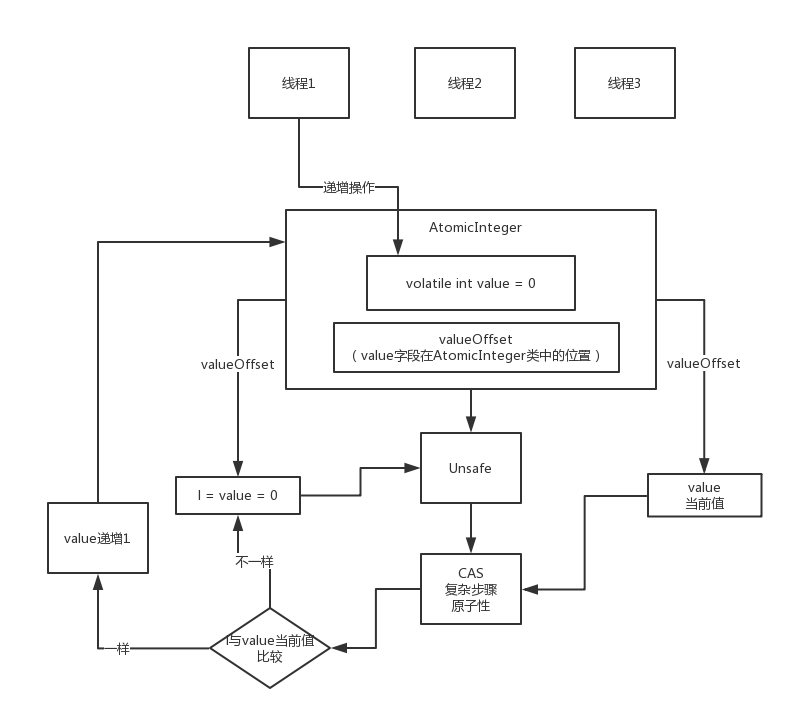 线程1
线程2
线程3
递增操作
AtomicInteger
volatile int value = 0
valueOffset
（value字段在AtomicInteger类中的位置）
valueOffset
valueOffset
Unsafe
I = value = 0
value
当前值
value递增1
不一样
CAS
复杂步骤
原子性
I与value当前值
比较
一样